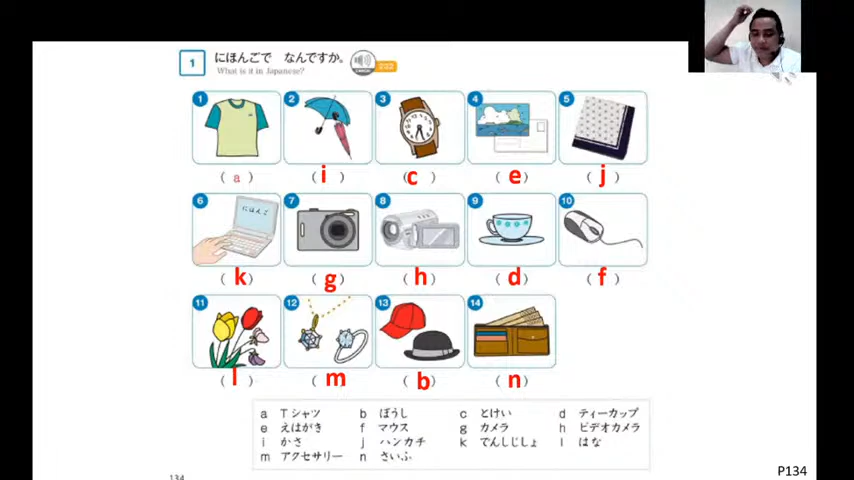 1 にほんごで なんですか。
What is it in Japanese?
232
1 2 3 4 5
( a ) ( i ) ( c ) ( e ) ( j )
6 7 8 9 10
にほんご
( k ) ( g ) ( h ) ( d ) ( f )
11 12 13 14
( l ) ( m ) ( b ) ( n )
a Tシャツ b ぼうし c とけい d ティーカップ
e えはがき f マウス g カメラ h ビデオカメラ
i かさ j ハンカチ k でんしじしょ l はな
m アクセサリー n さいふ
134
P134